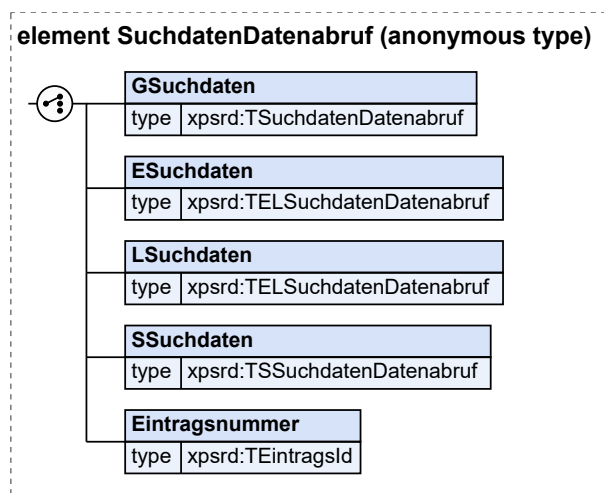 element SuchdatenDatenabruf (anonymous type)
GSuchdaten
type xpsrd:TSuchdatenDatenabruf
ESuchdaten
type xpsrd:TELSuchdatenDatenabruf
LSuchdaten
type xpsrd:TELSuchdatenDatenabruf
SSuchdaten
type xpsrd:TSSuchdatenDatenabruf
Eintragsnummer
type xpsrd:TEintragsId